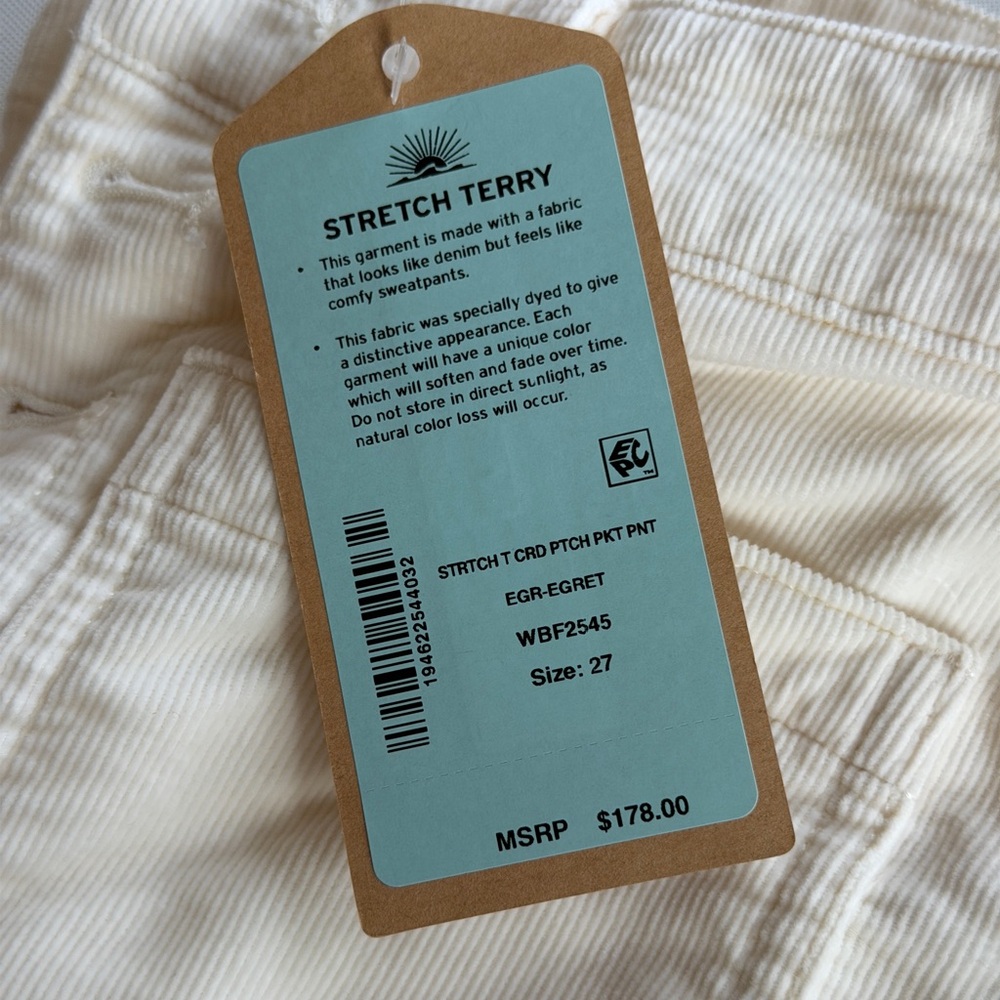 STRETCH TERRY
• This garment is made with a fabric
that looks like denim but feels like
comfy sweatpants.
• This fabric was specially dyed to give
a distinctive appearance. Each
garment will have a unique color
which will soften and fade over time.
Do not store in direct sunlight, as
natural color loss will occur.
EPC™
STRTCH T CRD PTCH PKT PNT
EGR-EGRET
WBF2545
Size: 27
194622544032
MSRP $178.00